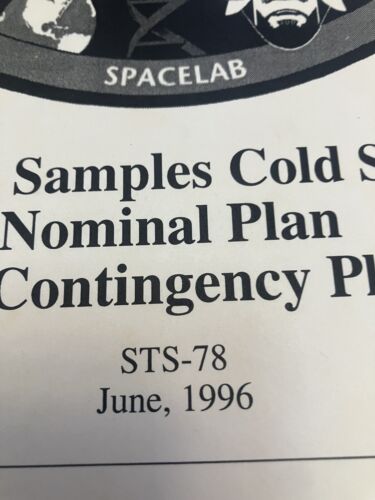 SPACELAB
Samples Cold
Nominal Plan
Contingency
STS-78
June, 1996